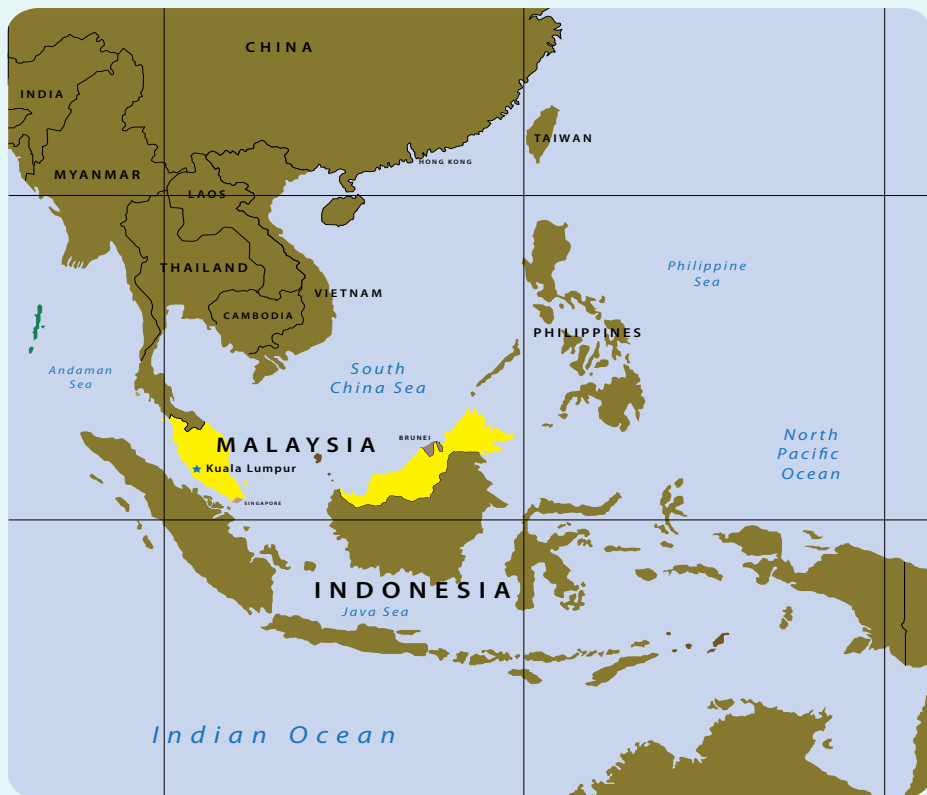 CHINA
INDIA
TAIWAN
HONG KONG
MYANMAR
LAOS
THAILAND
Philippine
Sea
VIETNAM
CAMBODIA
PHILIPPINES
Andaman
Sea
South
China Sea
MALAYSIA
BRUNEI
North
Pacific
Ocean
Kuala Lumpur
SINGAPORE
INDONESIA
Java Sea
Indian Ocean